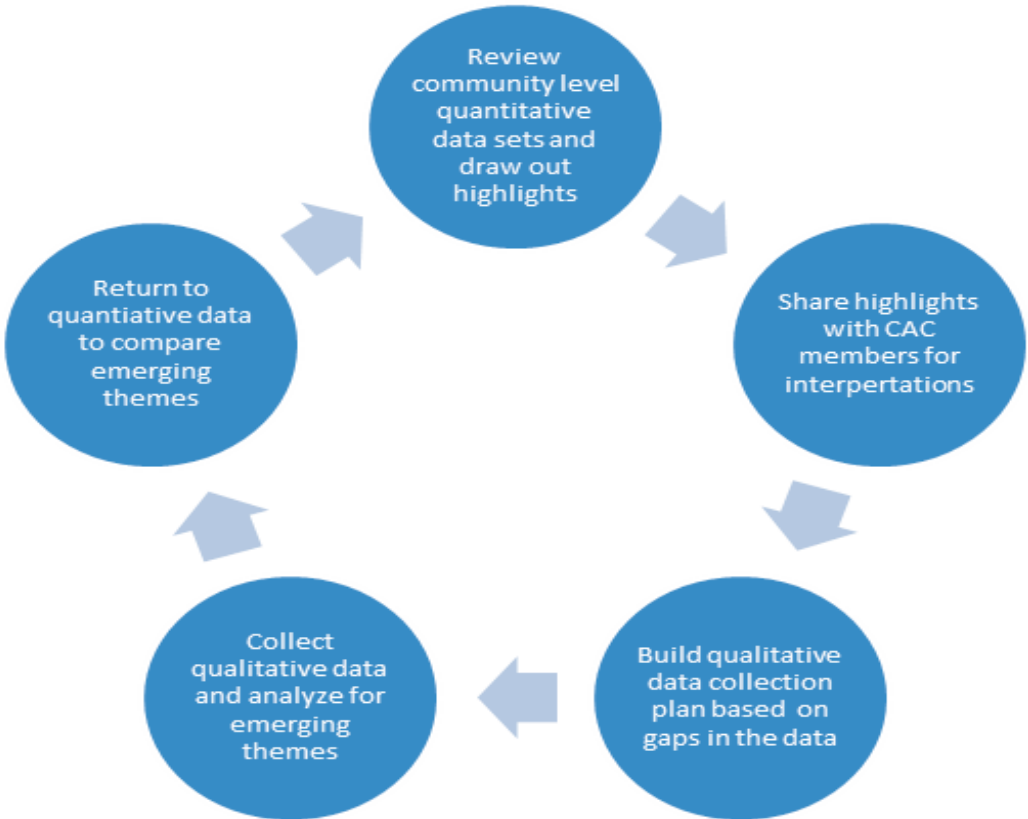 Review
community level
quantitative
data sets and
draw out
highlights
Share highlights
with CAC
members for
interpertations
Build qualitative
data collection
plan based  on
gaps in the data
Collect
qualitative data
and analyze for
emerging
themes
Return to
quantiative data
to compare
emerging
themes